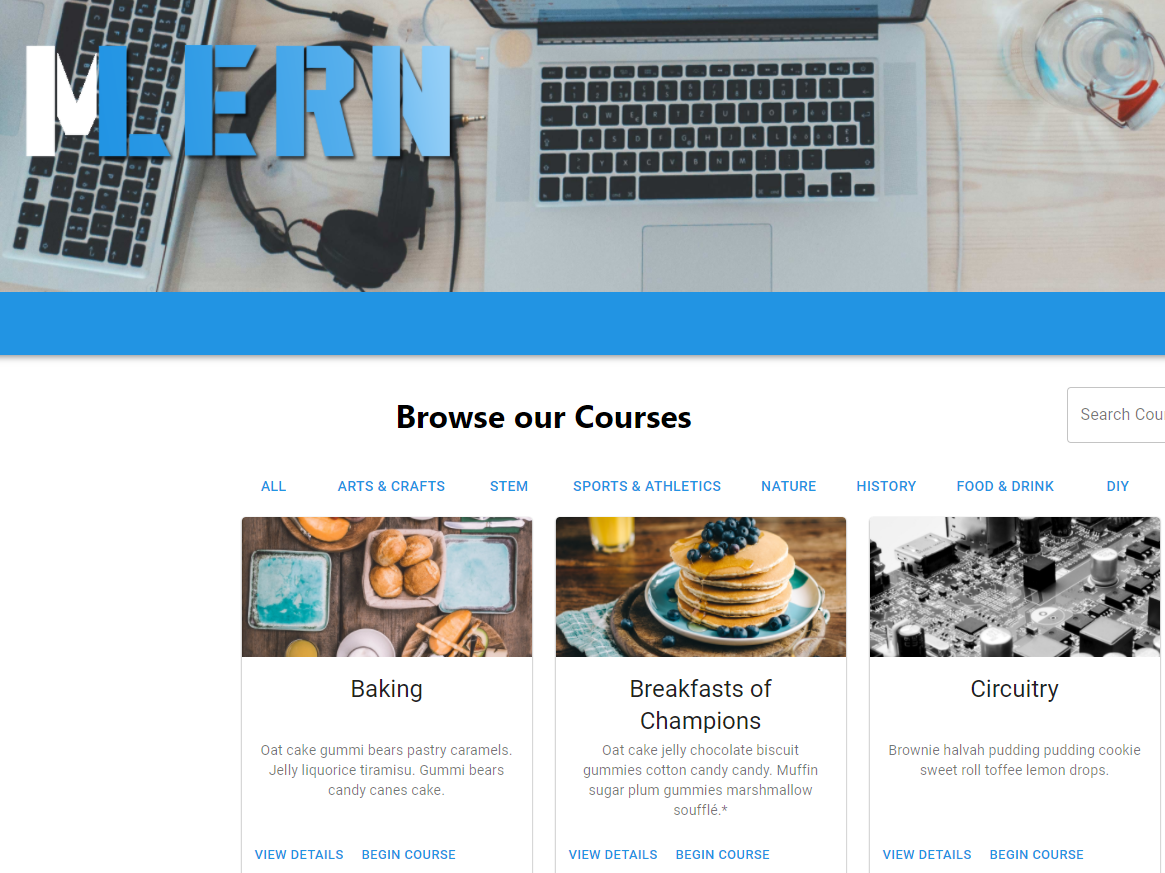 MLERN
Browse our Courses
Search Cou
ALL ARTS & CRAFTS STEM SPORTS & ATHLETICS NATURE HISTORY FOOD & DRINK DIY
Baking
Oat cake gummi bears pastry caramels.
Jelly liquorice tiramisu. Gummi bears
candy canes cake.
VIEW DETAILS BEGIN COURSE
Breakfasts of
Champions
Oat cake jelly chocolate biscuit
gummies cotton candy candy. Muffin
sugar plum gummies marshmallow
soufflé.*
VIEW DETAILS BEGIN COURSE
Circuitry
Brownie halvah pudding pudding cookie
sweet roll toffee lemon drops.
VIEW DETAILS BEGIN COURSE